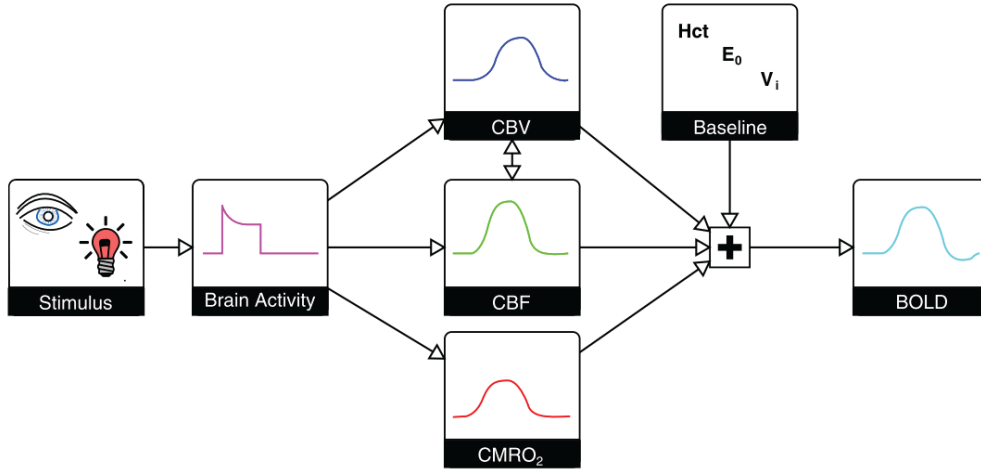 Hct
E₀
Vᵢ
CBV
Baseline
Stimulus
Brain Activity
CBF
+
BOLD
CMRO₂